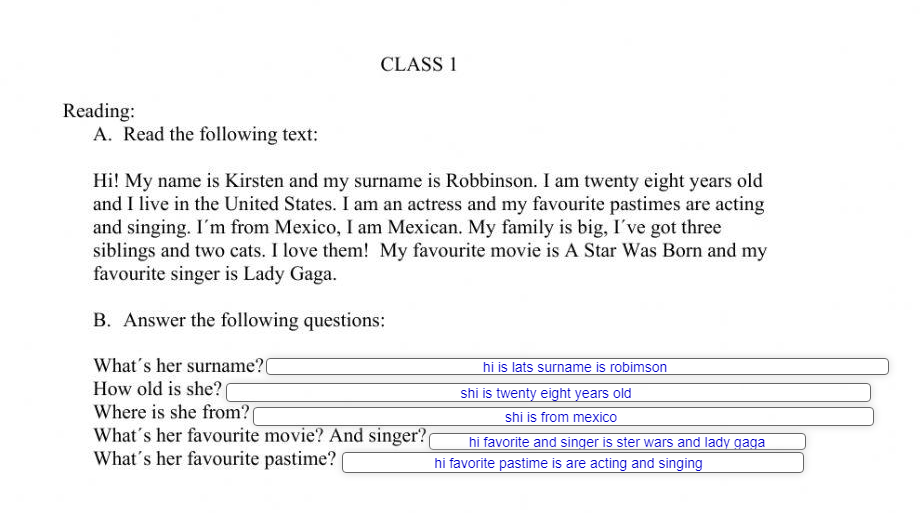 CLASS 1
Reading:
A. Read the following text:
Hi! My name is Kirsten and my surname is Robbinson. I am twenty eight years old
and I live in the United States. I am an actress and my favourite pastimes are acting
and singing. I´m from Mexico, I am Mexican. My family is big, I´ve got three
siblings and two cats. I love them! My favourite movie is A Star Was Born and my
favourite singer is Lady Gaga.
B. Answer the following questions:
What´s her surname? hi is lats surname is robimson
How old is she? shi is twenty eight years old
Where is she from? shi is from mexico
What´s her favourite movie? And singer? hi favorite and singer is ster wars and lady gaga
What´s her favourite pastime? hi favorite pastime is are acting and singing